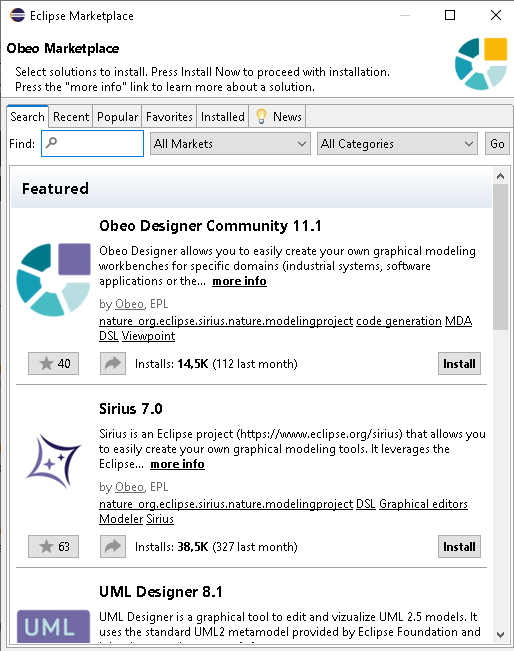 Eclipse Marketplace
Obeo Marketplace
Select solutions to install. Press Install Now to proceed with installation.
Press the "more info" link to learn more about a solution.
Search Recent Popular Favorites Installed News
Find: All Markets All Categories Go
Featured
Obeo Designer Community 11.1
Obeo Designer allows you to easily create your own graphical modeling
workbenches for specific domains (industrial systems, software
applications or the... more info
by Obeo, EPL
nature_org.eclipse.sirius.nature.modelingproject code generation MDA
DSL Viewpoint
40 Installs: 14,5K (112 last month) Install
Sirius 7.0
Sirius is an Eclipse project (https://www.eclipse.org/sirius) that allows you
to easily create your own graphical modeling tools. It leverages the
Eclipse... more info
by Obeo, EPL
nature_org.eclipse.sirius.nature.modelingproject DSL Graphical editors
Modeler Sirius
63 Installs: 38,5K (327 last month) Install
UML Designer 8.1
UML
UML Designer is a graphical tool to edit and vizualize UML 2.5 models. It
uses the standard UML2 metamodel provided by Eclipse Foundation and